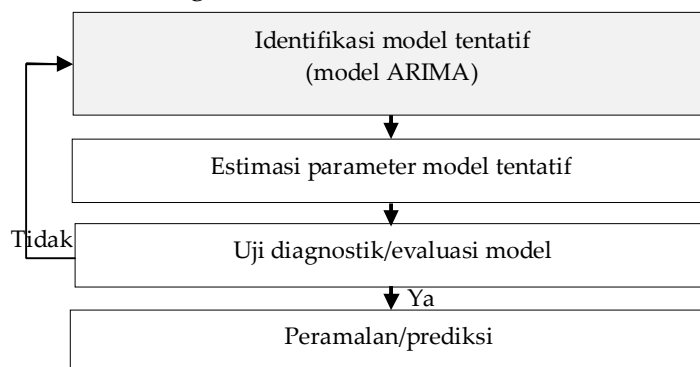 Identifikasi model tentatif
(model ARIMA)
Estimasi parameter model tentatif
Tidak
Uji diagnostik/evaluasi model
Ya
Peramalan/prediksi